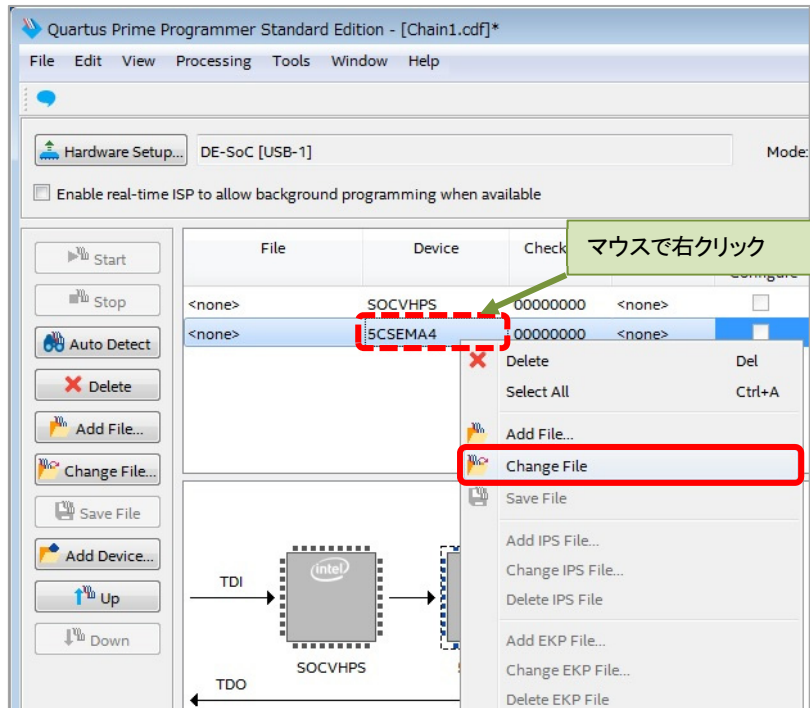 Quartus Prime Programmer Standard Edition - [Chain1.cdf]*
File Edit View Processing Tools Window Help
Hardware Setup... DE-SoC [USB-1] Mode:
Enable real-time ISP to allow background programming when available
マウスで右クリック
File Device Check
Start
Stop
Auto Detect
Delete
Add File...
Change File...
Save File
Add Device...
Up
Down
<none> SOCVHPS 00000000 <none>
<none> 5CSEMA4 00000000 <none>
Delete Del
Select All Ctrl+A
Add File...
Change File
Save File
Add IPS File...
Change IPS File...
Delete IPS File
Add EKP File...
Change EKP File...
Delete EKP File
TDI
intel
SOCVHPS
TDO